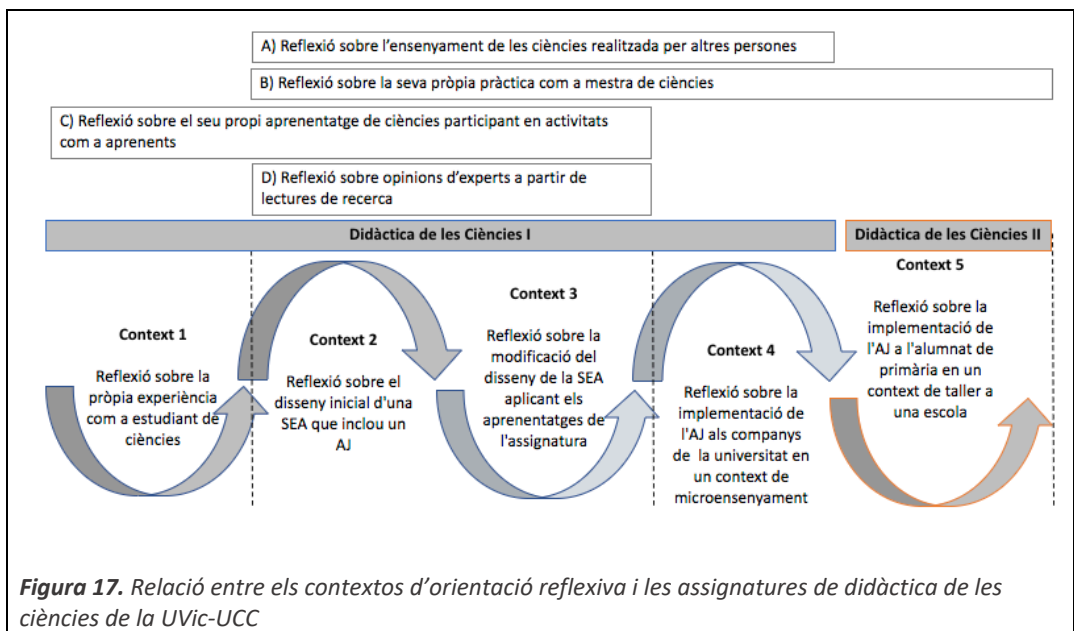 A) Reflexió sobre l'ensenyament de les ciències realitzada per altres persones
B) Reflexió sobre la seva pròpia pràctica com a mestra de ciències
C) Reflexió sobre el seu propi aprenentatge de ciències participant en activitats
com a aprenents
D) Reflexió sobre opinions d'experts a partir de
lectures de recerca
Didàctica de les Ciències I
Didàctica de les Ciències II
Context 1
Reflexió sobre la
pròpia experiència
com a estudiant de
ciències
Context 2
Reflexió sobre el
disseny inicial d'una
SEA que inclou un
AJ
Context 3
Reflexió sobre la
modificació del
disseny de la SEA
aplicant els
aprenentatges de
l'assignatura
Context 4
Reflexió sobre la
implementació de
l'AJ als companys
de la universitat en
un context de
microensenyament
Context 5
Reflexió sobre la
implementació de
l'AJ a l'alumnat de
primària en un
context de taller a
una escola
Figura 17. Relació entre els contextos d'orientació reflexiva i les assignatures de didàctica de les
ciències de la UVic-UCC